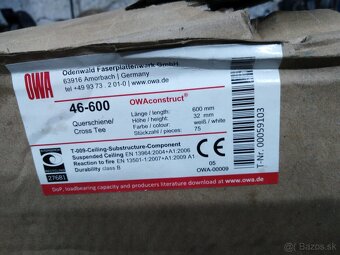 OWA
Odenwald Faserplattenwerk GmbH
63916 Amorbach | Germany
tel +49 93 73 . 2 01-0 | www.owa.de
46-600
Querschiene/
Cross Tee
OWAconstruct®
Länge / length: 600 mm
Höhe / height: 32 mm
Farbe / colour: weiß / white
Stückzahl / pieces: 75
T-009-Ceiling-Substructure-Component
Suspended Ceiling EN 13964:2004+A1:2006
Reaction to fire EN 13501-1:2007+A1:2009 A1
Durability class B
27681
CE
05
OWA-00009
DoP, loadbearing capacity and producers literature download at www.owa.de
T-Nr. 00059103
bazos.sk